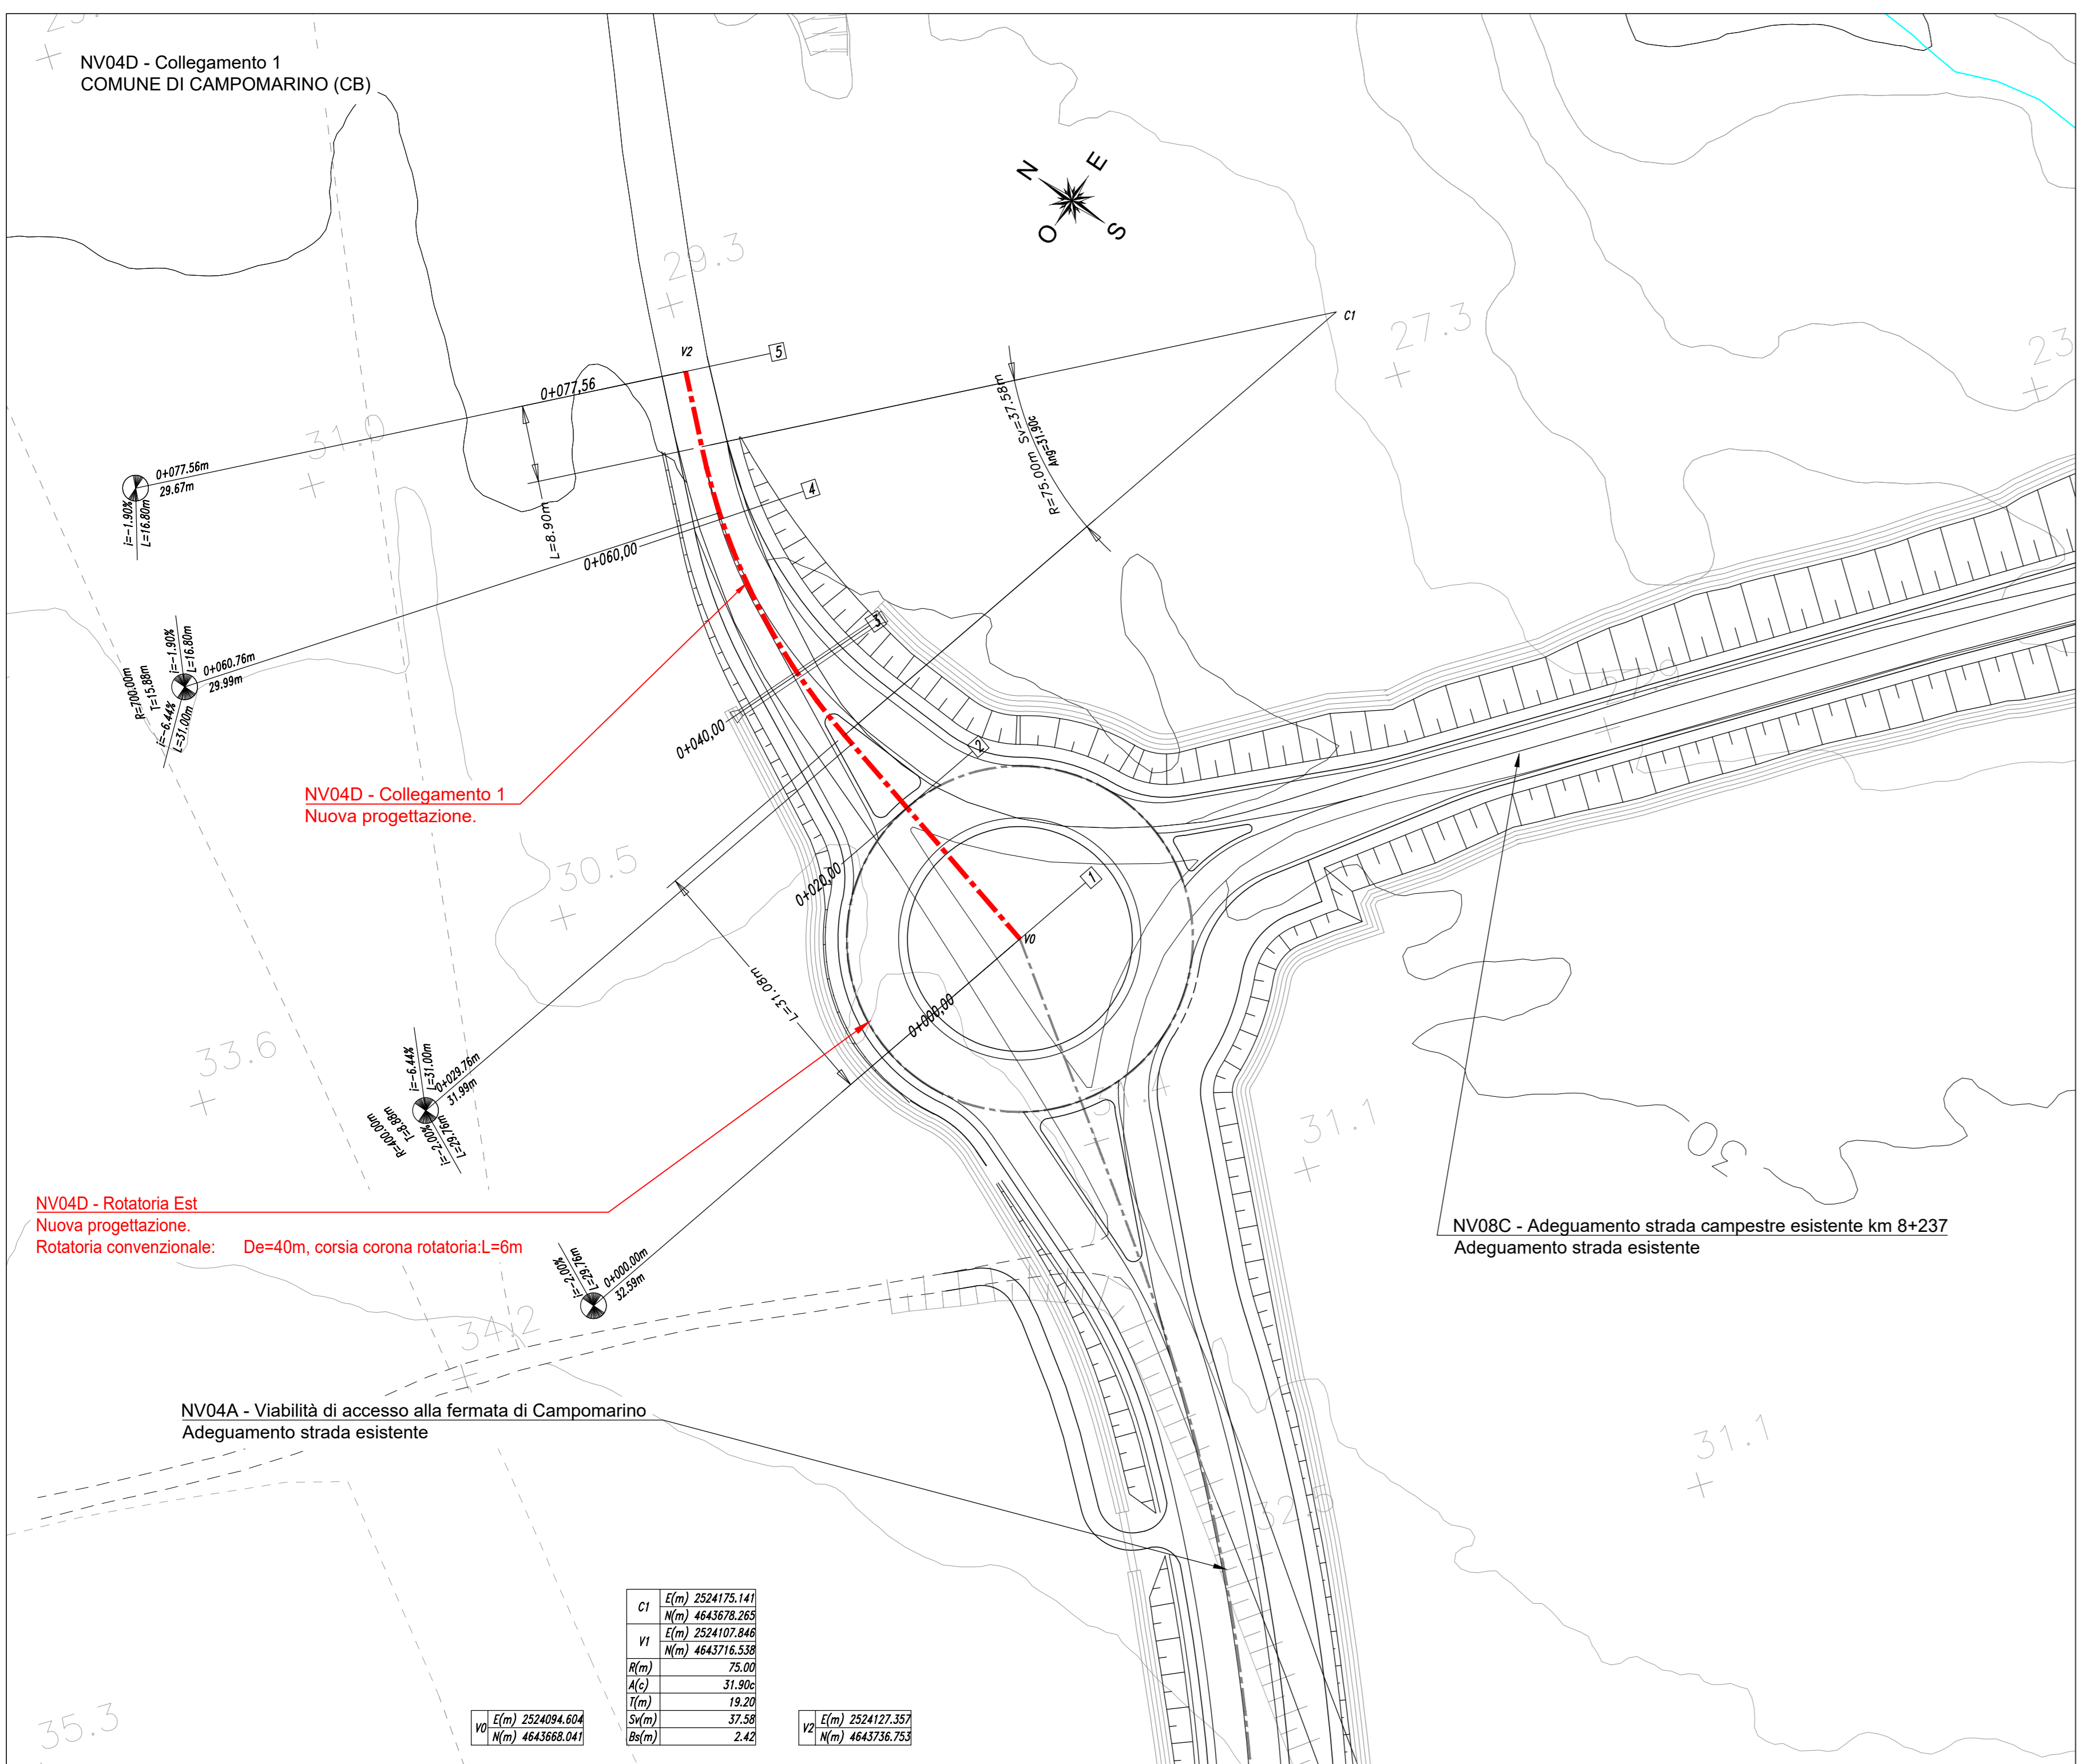 NV04D - Collegamento 1
COMUNE DI CAMPOMARINO (CB)
N
E
O
S
29.3
27.3
23
31.0
C1
V2
5
0+077,56
L=8.90m
R=75.00m Sv=37.58m
Ang=31.90c
0+077.56m
29.67m
i=-1.90%
L=16.80m
4
0+060,00
3
0+040,00
i=-1.90%
L=16.80m
0+060.76m
29.99m
R=700.00m
T=15.88m
i=-6.44%
L=31.00m
2
NV04D - Collegamento 1
Nuova progettazione.
30.5
0+020,00
1
V0
0+000,00
L=31.08m
33.6
i=-6.44%
L=31.00m
0+029.76m
31.99m
R=400.00m
T=8.88m
i=-2.00%
L=29.76m
31.1
30
NV04D - Rotatoria Est
Nuova progettazione.
Rotatoria convenzionale: De=40m, corsia corona rotatoria:L=6m
NV08C - Adeguamento strada campestre esistente km 8+237
Adeguamento strada esistente
i=-2.00%
L=29.76m
0+000.00m
32.59m
34.2
NV04A - Viabilità di accesso alla fermata di Campomarino
Adeguamento strada esistente
31.1
35.3
C1
E(m) 2524175.141
N(m) 4643678.265
V1
E(m) 2524107.846
N(m) 4643716.538
R(m) 75.00
A(c) 31.90c
T(m) 19.20
Sv(m) 37.58
Bs(m) 2.42
V0
E(m) 2524094.604
N(m) 4643668.041
V2
E(m) 2524127.357
N(m) 4643736.753